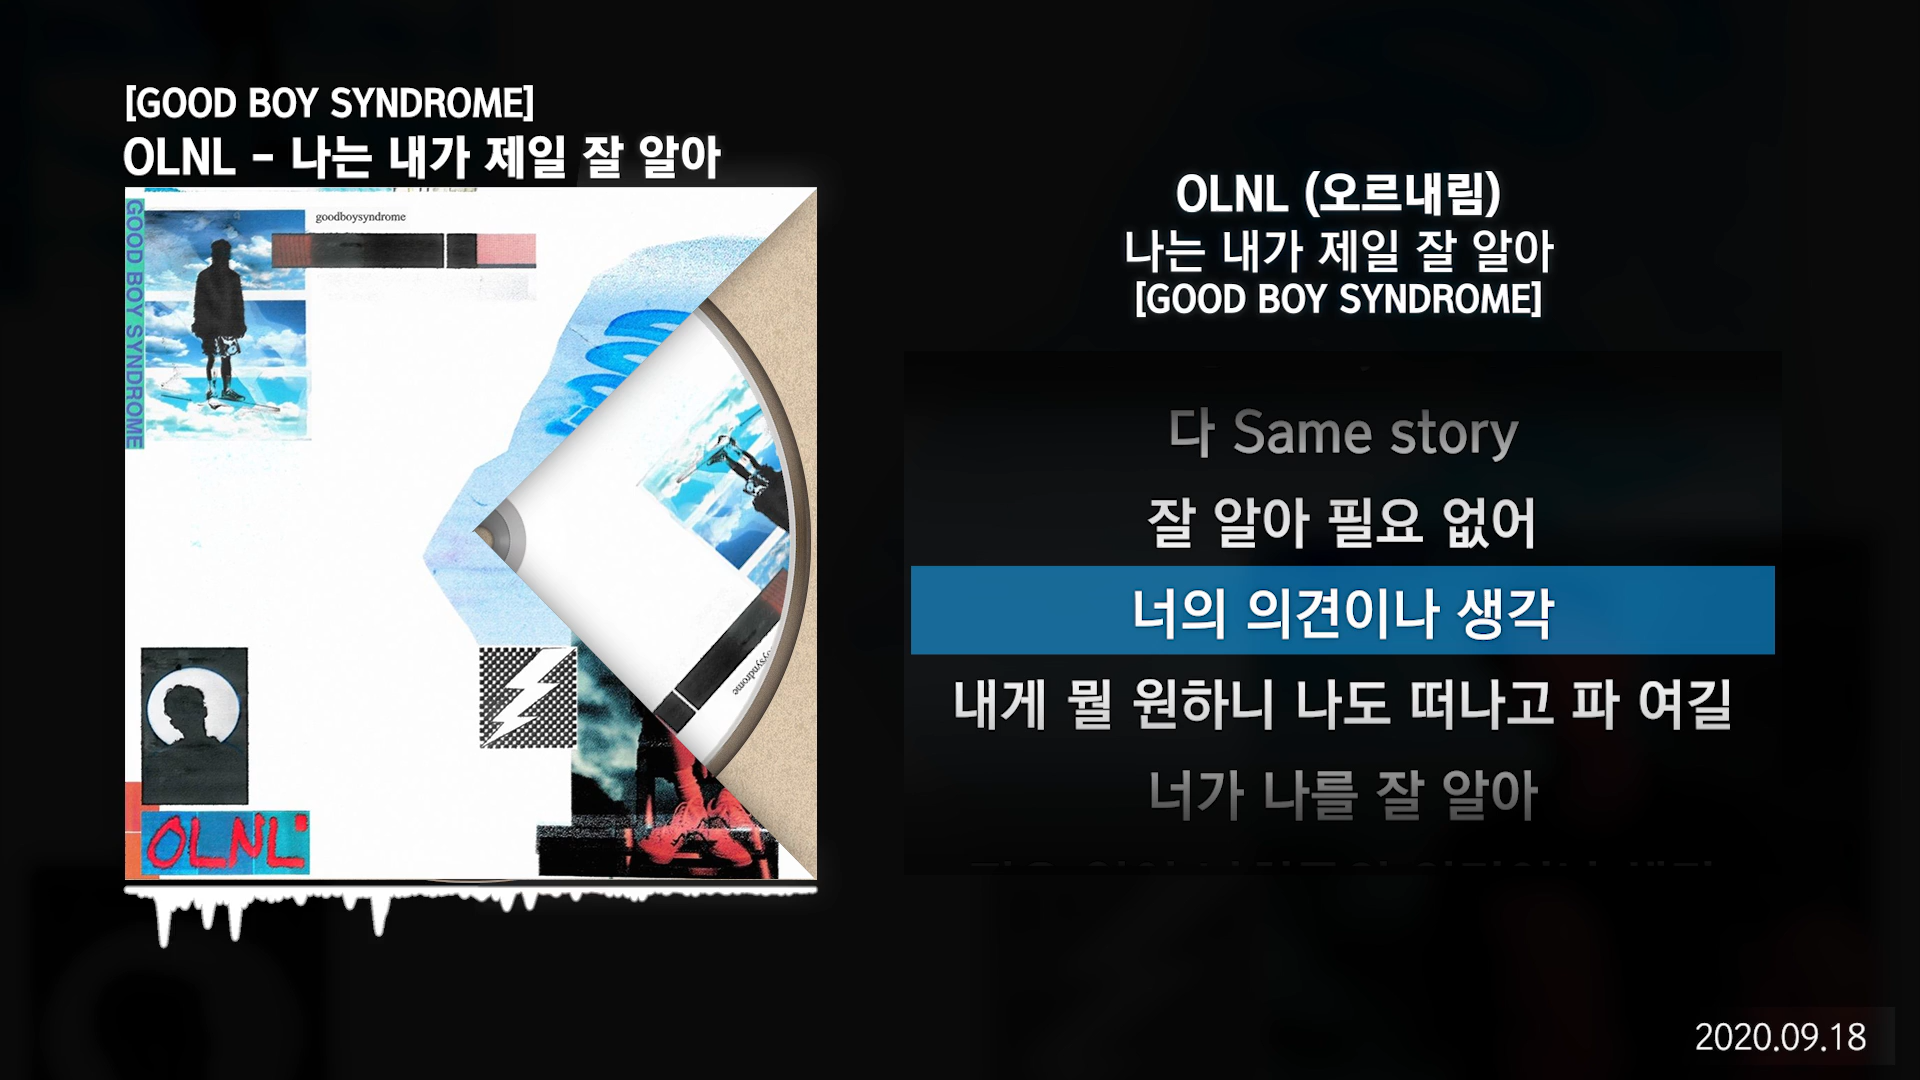 [GOOD BOY SYNDROME]
OLNL - 나는 내가 제일 잘 알아
GOOD BOY SYNDROME
goodboysyndrome
OLNL
OLNL (오르내림)
나는 내가 제일 잘 알아
[GOOD BOY SYNDROME]
다 Same story
잘 알아 필요 없어
너의 의견이나 생각
내게 뭘 원하니 나도 떠나고 파 여길
너가 나를 잘 알아
2020.09.18